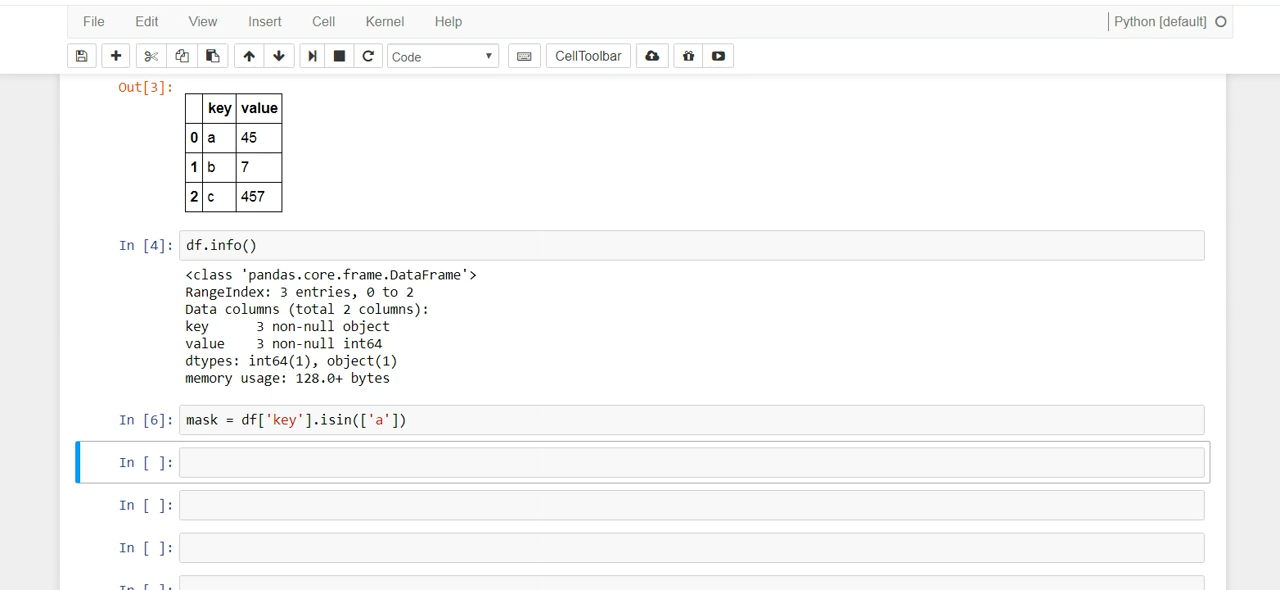 File Edit View Insert Cell Kernel Help Python [default]
Code CellToolbar
Out[3]:
key value
0 a 45
1 b 7
2 c 457
In [4]: df.info()
<class 'pandas.core.frame.DataFrame'>
RangeIndex: 3 entries, 0 to 2
Data columns (total 2 columns):
key      3 non-null object
value    3 non-null int64
dtypes: int64(1), object(1)
memory usage: 128.0+ bytes
In [6]: mask = df['key'].isin(['a'])
In [ ]:
In [ ]:
In [ ]:
In [ ]: